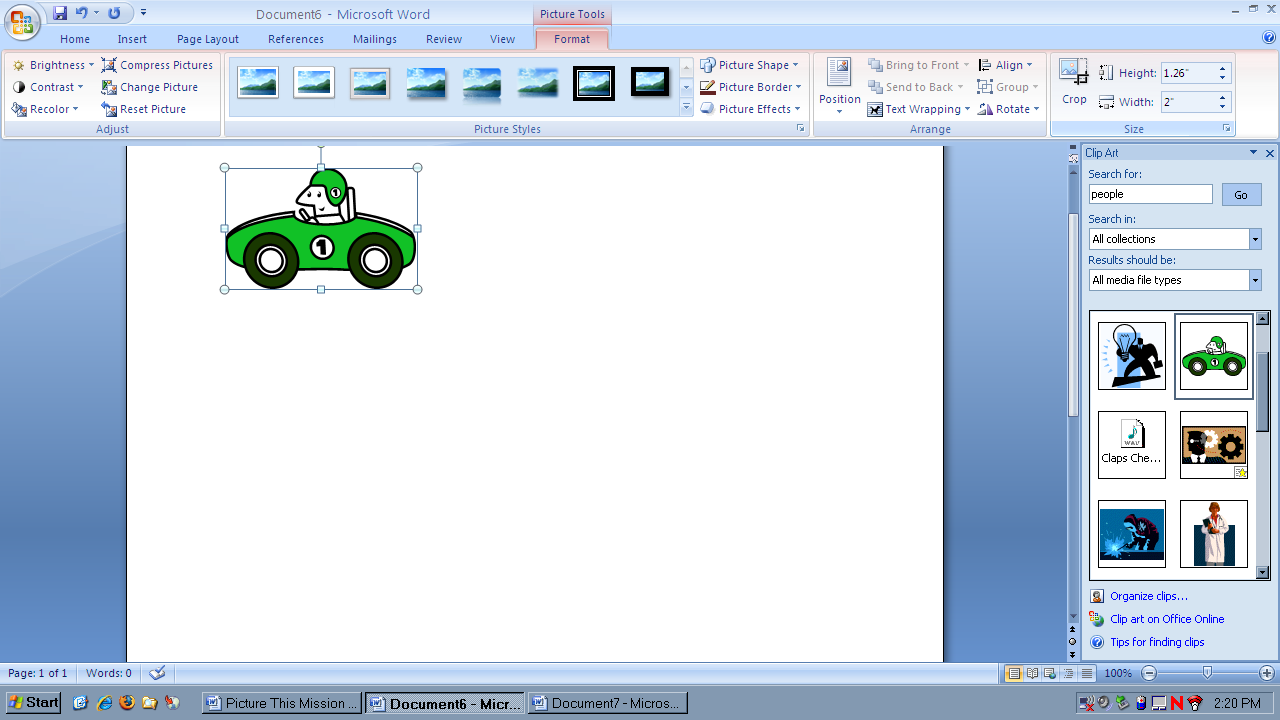 Document6 - Microsoft Word
Picture Tools
Home Insert Page Layout References Mailings Review View Format
Brightness Compress Pictures Picture Shape Bring to Front Align Height: 1.26"
Contrast Change Picture Picture Border Position Send to Back Group Crop Width: 2"
Recolor Reset Picture Picture Effects Text Wrapping Rotate
Adjust Picture Styles Arrange Size
1
1
Clip Art
Search for:
people Go
Search in:
All collections
Results should be:
All media file types
1
WAV
Claps Che...
Organize clips...
Clip art on Office Online
Tips for finding clips
Page: 1 of 1 Words: 0 100%
Start Picture This Mission ... Document6 - Micr... Document7 - Micros... 2:20 PM